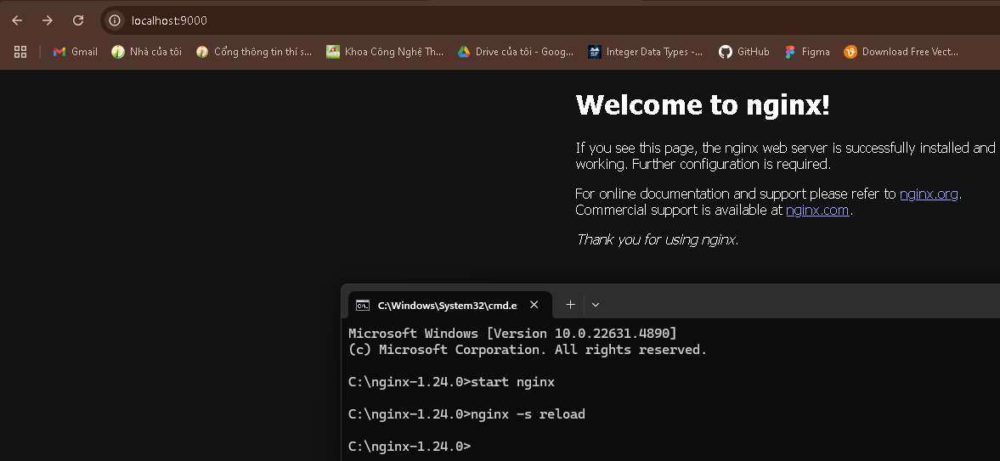 localhost:9000
Gmail
Nhà của tôi
Cổng thông tin thí s...
Khoa Công Nghệ Th...
Drive của tôi - Goog...
SF
Integer Data Types -...
GitHub
Figma
Download Free Vect...
Welcome to nginx!
If you see this page, the nginx web server is successfully installed and
working. Further configuration is required.
For online documentation and support please refer to nginx.org.
Commercial support is available at nginx.com.
Thank you for using nginx.
C:\Windows\System32\cmd.e
Microsoft Windows [Version 10.0.22631.4890]
(c) Microsoft Corporation. All rights reserved.
C:\nginx-1.24.0>start nginx
C:\nginx-1.24.0>nginx -s reload
C:\nginx-1.24.0>